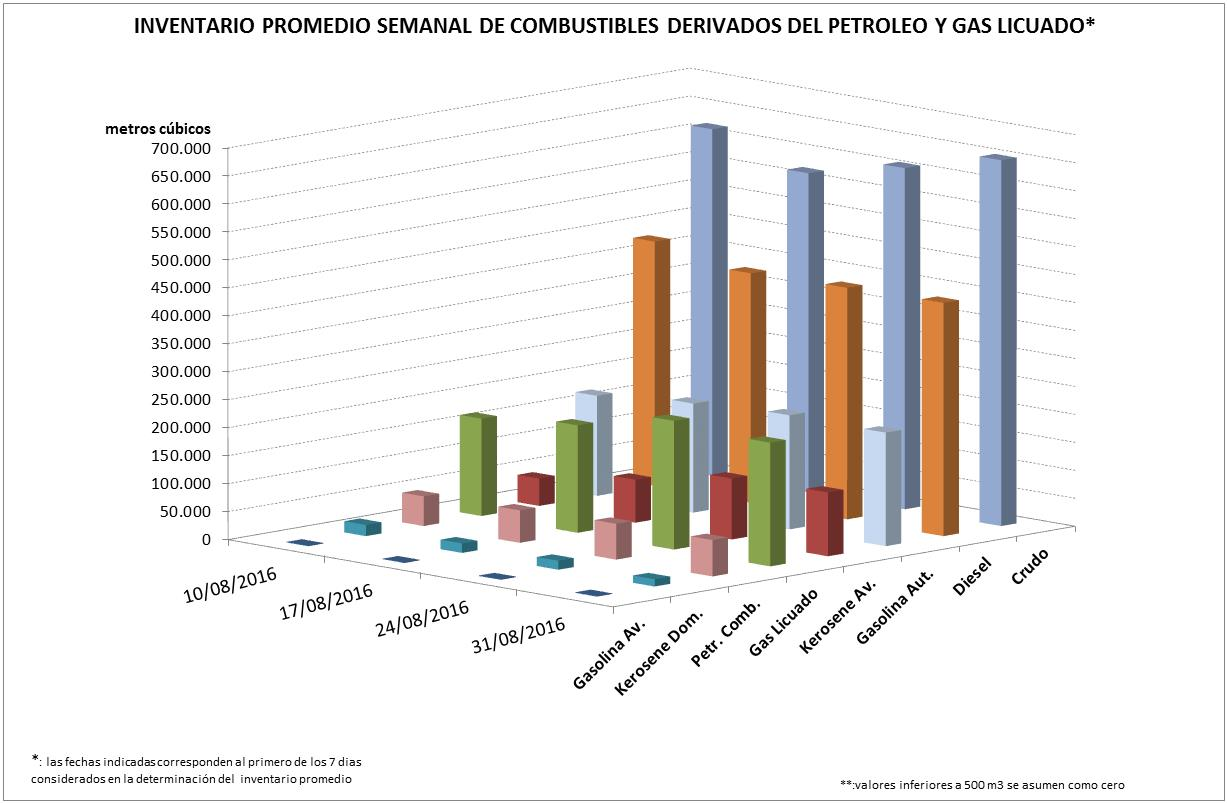 INVENTARIO PROMEDIO SEMANAL DE COMBUSTIBLES DERIVADOS DEL PETROLEO Y GAS LICUADO*
metros cúbicos
700.000
650.000
600.000
550.000
500.000
450.000
400.000
350.000
300.000
250.000
200.000
150.000
100.000
50.000
0
10/08/2016
17/08/2016
24/08/2016
31/08/2016
Gasolina Av.
Kerosene Dom.
Petr. Comb.
Gas Licuado
Kerosene Av.
Gasolina Aut.
Diesel
Crudo
*: las fechas indicadas corresponden al primero de los 7 dias
considerados en la determinación del inventario promedio
**:valores inferiores a 500 m3 se asumen como cero